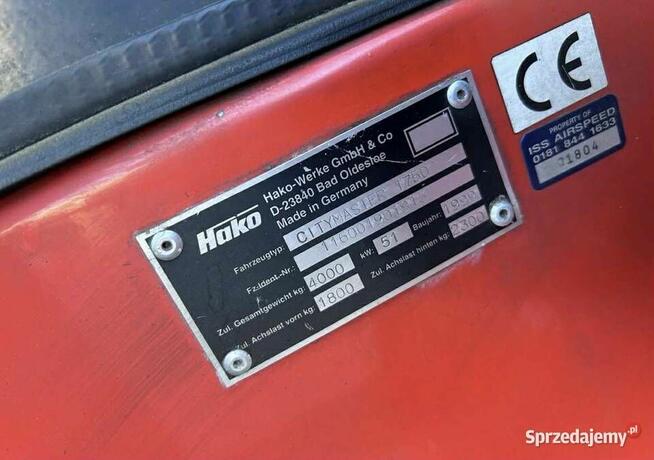 Hako-Werke GmbH & Co
D-23840 Bad Oldesloe
Made in Germany
Hako
Fahrzeugtyp: CITYMASTER 1750
Fz.Ident-Nr.:
Zul. Gesamtgewicht kg: 4000 kW: 51 Baujahr:
Zul. Achslast vorn kg: 1800 Zul. Achslast hinten kg: 2300
CE
PROPERTY OF
ISS AIRSPEED
0181 844 1633
01804
Sprzedajemy.pl